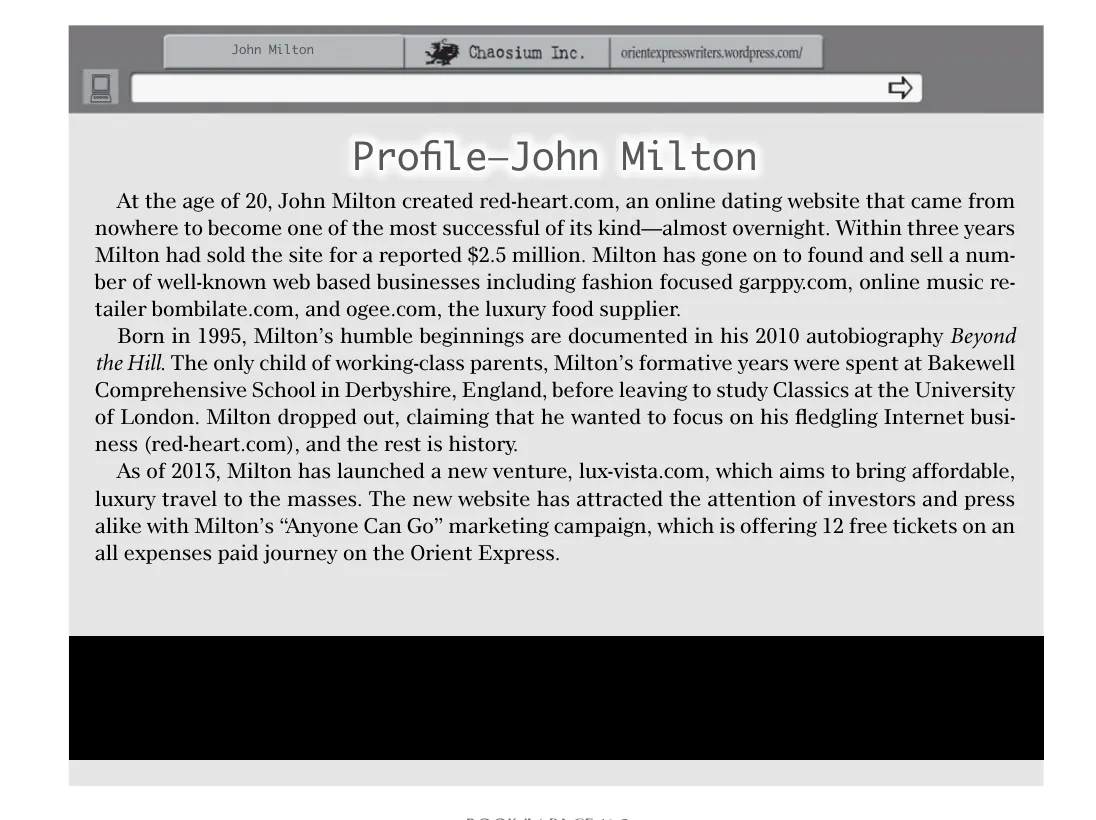 John Milton
Chaosium Inc.
orientexpresswriters.wordpress.com/
Profile—John Milton
At the age of 20, John Milton created red-heart.com, an online dating website that came from
nowhere to become one of the most successful of its kind—almost overnight. Within three years
Milton had sold the site for a reported $2.5 million. Milton has gone on to found and sell a num-
ber of well-known web based businesses including fashion focused garppy.com, online music re-
tailer bombilate.com, and ogee.com, the luxury food supplier.
Born in 1995, Milton’s humble beginnings are documented in his 2010 autobiography Beyond
the Hill. The only child of working-class parents, Milton’s formative years were spent at Bakewell
Comprehensive School in Derbyshire, England, before leaving to study Classics at the University
of London. Milton dropped out, claiming that he wanted to focus on his fledgling Internet busi-
ness (red-heart.com), and the rest is history.
As of 2013, Milton has launched a new venture, lux-vista.com, which aims to bring affordable,
luxury travel to the masses. The new website has attracted the attention of investors and press
alike with Milton’s “Anyone Can Go” marketing campaign, which is offering 12 free tickets on an
all expenses paid journey on the Orient Express.